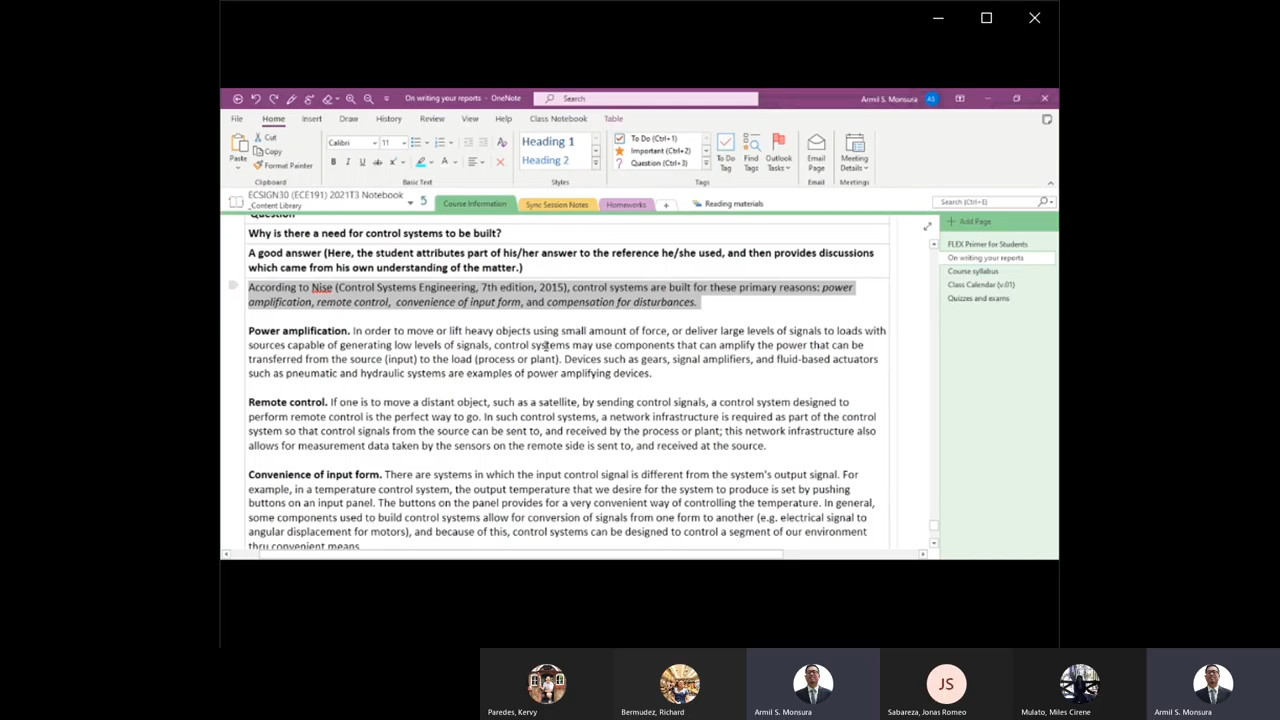 On writing your reports - OneNote
Search
Armil S. Monsura
AS
File Home Insert Draw History Review View Help Class Notebook Table
Paste
Cut
Copy
Format Painter
Clipboard
Calibri 11
B I U ab x
Basic Text
Heading 1
Heading 2
Styles
To Do (Ctrl+1)
Important (Ctrl+2)
Question (Ctrl+3)
To Do Tag
Find Tags
Outlook Tasks
Tags
Email Page
Email
Meeting Details
Meetings
ECSIGN30 (ECE191) 2021T3 Notebook
_Content Library
Course Information Sync Session Notes Homeworks + Reading materials
Search (Ctrl+E)
Add Page
FLEX Primer for Students
On writing your reports
Course syllabus
Class Calendar (v.01)
Quizzes and exams
Question
Why is there a need for control systems to be built?
A good answer (Here, the student attributes part of his/her answer to the reference he/she used, and then provides discussions
which came from his own understanding of the matter.)
According to Nise (Control Systems Engineering, 7th edition, 2015), control systems are built for these primary reasons: power
amplification, remote control, convenience of input form, and compensation for disturbances.
Power amplification. In order to move or lift heavy objects using small amount of force, or deliver large levels of signals to loads with
sources capable of generating low levels of signals, control systems may use components that can amplify the power that can be
transferred from the source (input) to the load (process or plant). Devices such as gears, signal amplifiers, and fluid-based actuators
such as pneumatic and hydraulic systems are examples of power amplifying devices.
Remote control. If one is to move a distant object, such as a satellite, by sending control signals, a control system designed to
perform remote control is the perfect way to go. In such control systems, a network infrastructure is required as part of the control
system so that control signals from the source can be sent to, and received by the process or plant; this network infrastructure also
allows for measurement data taken by the sensors on the remote side is sent to, and received at the source.
Convenience of input form. There are systems in which the input control signal is different from the system's output signal. For
example, in a temperature control system, the output temperature that we desire for the system to produce is set by pushing
buttons on an input panel. The buttons on the panel provides for a very convenient way of controlling the temperature. In general,
some components used to build control systems allow for conversion of signals from one form to another (e.g. electrical signal to
angular displacement for motors), and because of this, control systems can be designed to control a segment of our environment
thru convenient means.
Paredes, Kervy
Bermudez, Richard
Armil S. Monsura
JS
Sabareza, Jonas Romeo
Mulato, Miles Cirene
Armil S. Monsura